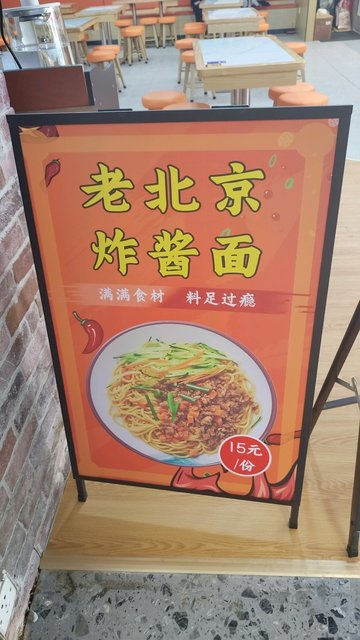 老北京
炸酱面
满满食材 料足过瘾
15元
/份